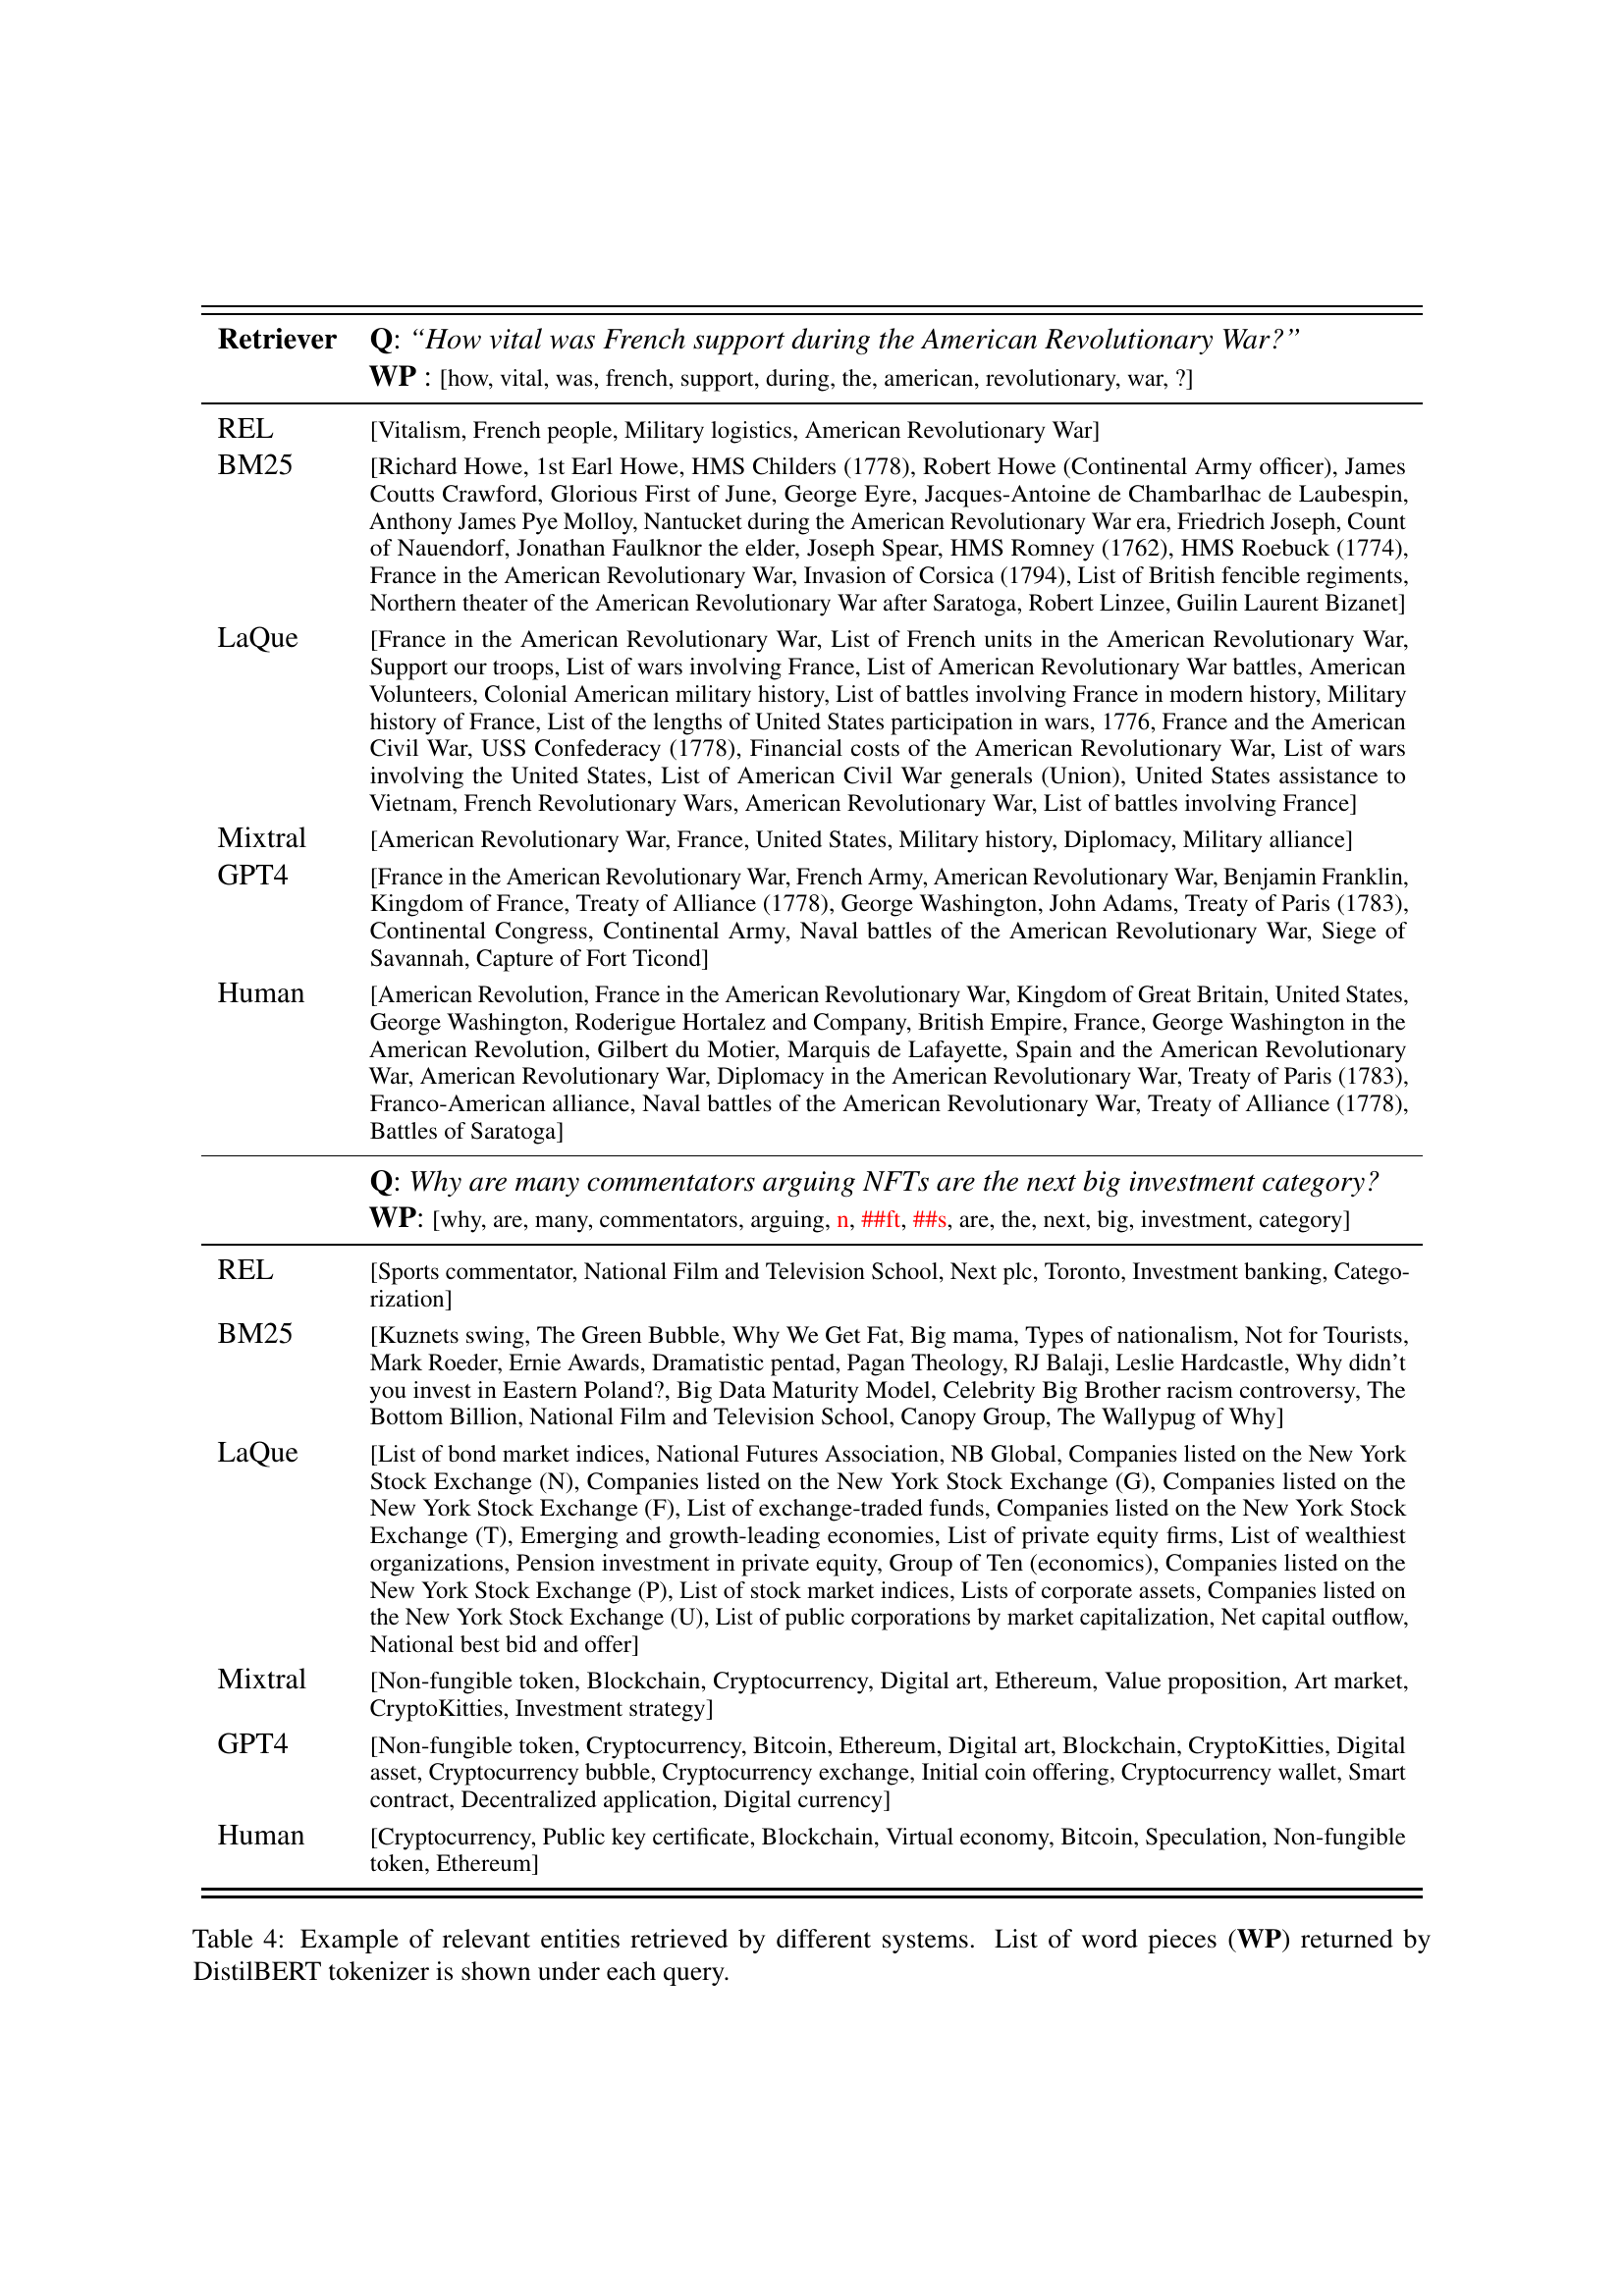 Retriever Q: “How vital was French support during the American Revolutionary War?”
WP : [how, vital, was, french, support, during, the, american, revolutionary, war, ?]
REL [Vitalism, French people, Military logistics, American Revolutionary War]
BM25 [Richard Howe, 1st Earl Howe, HMS Childers (1778), Robert Howe (Continental Army officer), James
Coutts Crawford, Glorious First of June, George Eyre, Jacques-Antoine de Chambarlhac de Laubespin,
Anthony James Pye Molloy, Nantucket during the American Revolutionary War era, Friedrich Joseph, Count
of Nauendorf, Jonathan Faulknor the elder, Joseph Spear, HMS Romney (1762), HMS Roebuck (1774),
France in the American Revolutionary War, Invasion of Corsica (1794), List of British fencible regiments,
Northern theater of the American Revolutionary War after Saratoga, Robert Linzee, Guilin Laurent Bizanet]
LaQue [France in the American Revolutionary War, List of French units in the American Revolutionary War,
Support our troops, List of wars involving France, List of American Revolutionary War battles, American
Volunteers, Colonial American military history, List of battles involving France in modern history, Military
history of France, List of the lengths of United States participation in wars, 1776, France and the American
Civil War, USS Confederacy (1778), Financial costs of the American Revolutionary War, List of wars
involving the United States, List of American Civil War generals (Union), United States assistance to
Vietnam, French Revolutionary Wars, American Revolutionary War, List of battles involving France]
Mixtral [American Revolutionary War, France, United States, Military history, Diplomacy, Military alliance]
GPT4 [France in the American Revolutionary War, French Army, American Revolutionary War, Benjamin Franklin,
Kingdom of France, Treaty of Alliance (1778), George Washington, John Adams, Treaty of Paris (1783),
Continental Congress, Continental Army, Naval battles of the American Revolutionary War, Siege of
Savannah, Capture of Fort Ticond]
Human [American Revolution, France in the American Revolutionary War, Kingdom of Great Britain, United States,
George Washington, Roderigue Hortalez and Company, British Empire, France, George Washington in the
American Revolution, Gilbert du Motier, Marquis de Lafayette, Spain and the American Revolutionary
War, American Revolutionary War, Diplomacy in the American Revolutionary War, Treaty of Paris (1783),
Franco-American alliance, Naval battles of the American Revolutionary War, Treaty of Alliance (1778),
Battles of Saratoga]
Q: Why are many commentators arguing NFTs are the next big investment category?
WP: [why, are, many, commentators, arguing, n, ##ft, ##s, are, the, next, big, investment, category]
REL [Sports commentator, National Film and Television School, Next plc, Toronto, Investment banking, Catego-
rization]
BM25 [Kuznets swing, The Green Bubble, Why We Get Fat, Big mama, Types of nationalism, Not for Tourists,
Mark Roeder, Ernie Awards, Dramatistic pentad, Pagan Theology, RJ Balaji, Leslie Hardcastle, Why didn’t
you invest in Eastern Poland?, Big Data Maturity Model, Celebrity Big Brother racism controversy, The
Bottom Billion, National Film and Television School, Canopy Group, The Wallypug of Why]
LaQue [List of bond market indices, National Futures Association, NB Global, Companies listed on the New York
Stock Exchange (N), Companies listed on the New York Stock Exchange (G), Companies listed on the
New York Stock Exchange (F), List of exchange-traded funds, Companies listed on the New York Stock
Exchange (T), Emerging and growth-leading economies, List of private equity firms, List of wealthiest
organizations, Pension investment in private equity, Group of Ten (economics), Companies listed on the
New York Stock Exchange (P), List of stock market indices, Lists of corporate assets, Companies listed on
the New York Stock Exchange (U), List of public corporations by market capitalization, Net capital outflow,
National best bid and offer]
Mixtral [Non-fungible token, Blockchain, Cryptocurrency, Digital art, Ethereum, Value proposition, Art market,
CryptoKitties, Investment strategy]
GPT4 [Non-fungible token, Cryptocurrency, Bitcoin, Ethereum, Digital art, Blockchain, CryptoKitties, Digital
asset, Cryptocurrency bubble, Cryptocurrency exchange, Initial coin offering, Cryptocurrency wallet, Smart
contract, Decentralized application, Digital currency]
Human [Cryptocurrency, Public key certificate, Blockchain, Virtual economy, Bitcoin, Speculation, Non-fungible
token, Ethereum]
Table 4: Example of relevant entities retrieved by different systems. List of word pieces (WP) returned by
DistilBERT tokenizer is shown under each query.